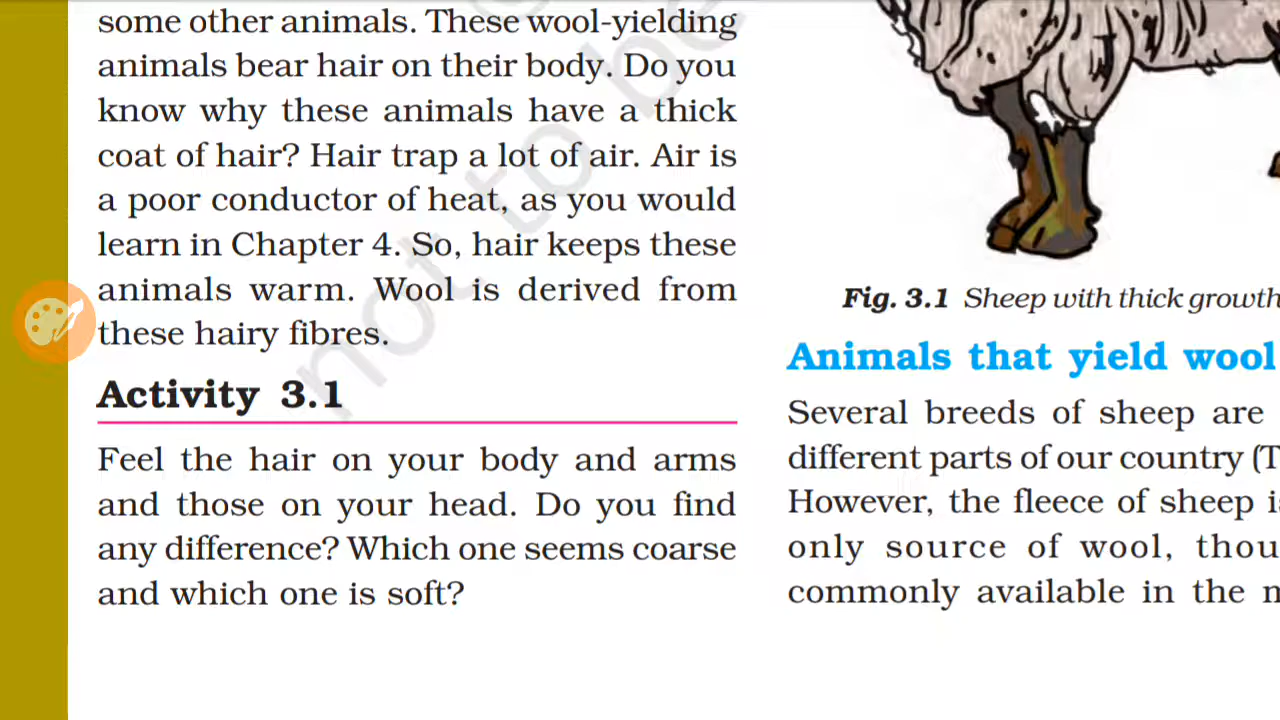 some other animals. These wool-yielding
animals bear hair on their body. Do you
know why these animals have a thick
coat of hair? Hair trap a lot of air. Air is
a poor conductor of heat, as you would
learn in Chapter 4. So, hair keeps these
animals warm. Wool is derived from
these hairy fibres.
Activity 3.1
Feel the hair on your body and arms
and those on your head. Do you find
any difference? Which one seems coarse
and which one is soft?
Fig. 3.1 Sheep with thick growth
Animals that yield wool
Several breeds of sheep are
different parts of our country
However, the fleece of sheep
only source of wool,
commonly available in the
not to be